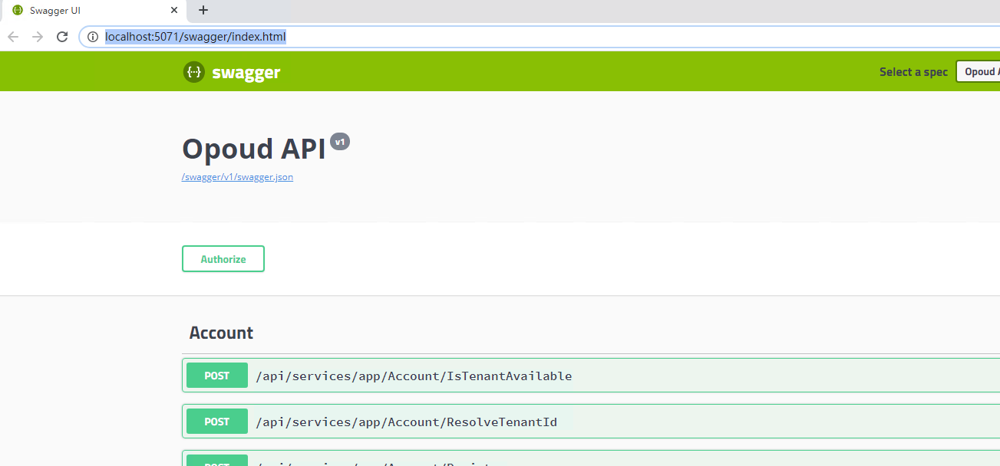 Swagger UI
localhost:5071/swagger/index.html
swagger
Select a spec
Opoud
Opoud API v1
/swagger/v1/swagger.json
Authorize
Account
POST /api/services/app/Account/IsTenantAvailable
POST /api/services/app/Account/ResolveTenantId
POST